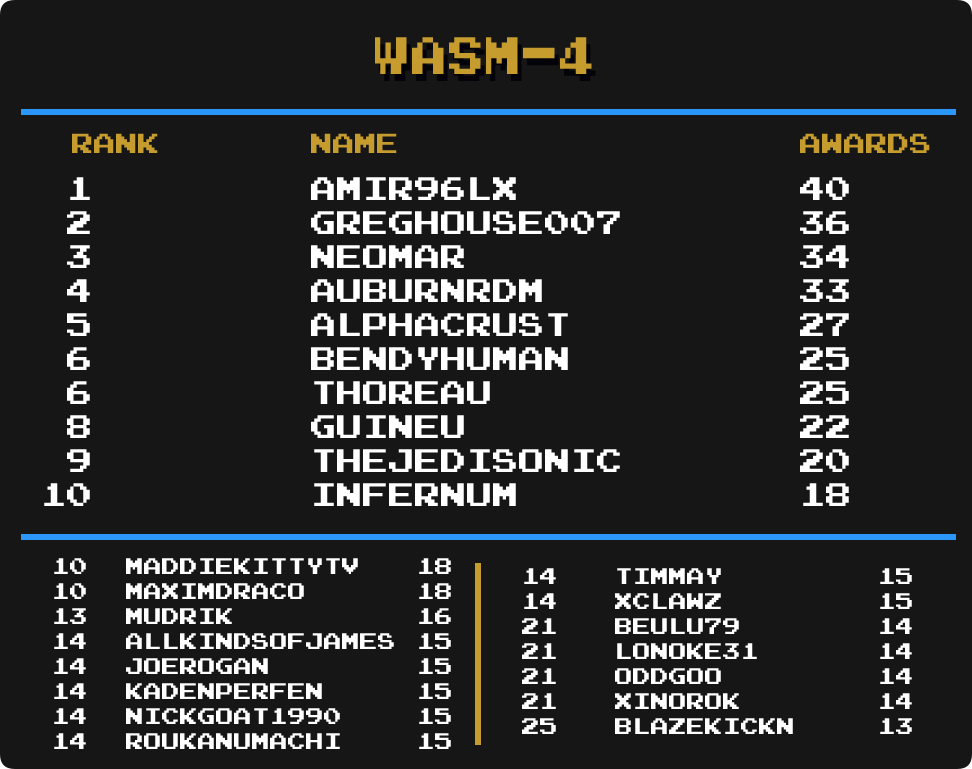 WASM-4
RANK NAME AWARDS
1 AMIR96LX 40
2 GREGHOUSE007 36
3 NEOMAR 34
4 AUBURNRDM 33
5 ALPHACRUST 27
6 BENDYHUMAN 25
6 THOREAU 25
8 GUINEU 22
9 THEJEDISONIC 20
10 INFERNUM 18
10 MADDIEKITTYTV 18
10 MAXIMDRACO 18
13 MUDRIK 16
14 ALLKINDSOFJAMES 15
14 JOEROGAN 15
14 KADENPERFEN 15
14 NICKGOAT1990 15
14 ROUKANUMACHI 15
14 TIMMAY 15
14 XCLAWZ 15
21 BEULU79 14
21 LONOKE31 14
21 ODDGOO 14
21 XINOROK 14
25 BLAZEKICKN 13